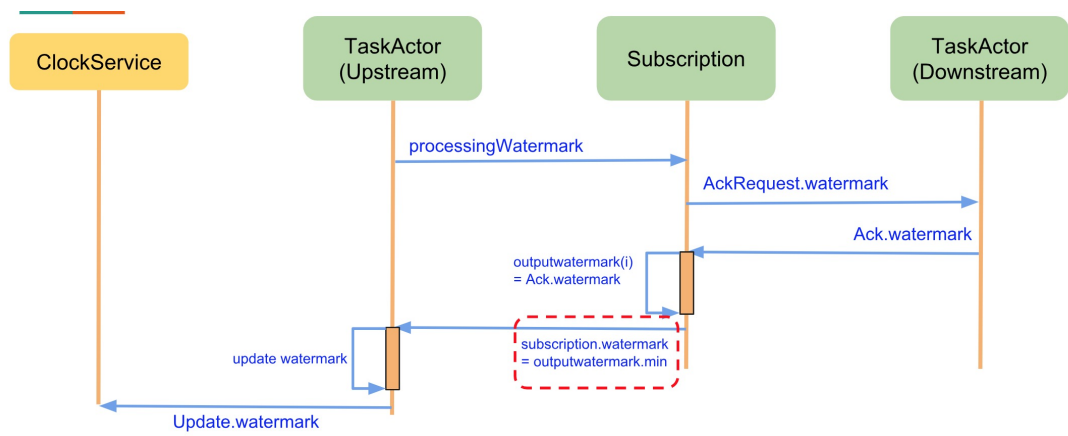 ClockService
TaskActor
(Upstream)
Subscription
TaskActor
(Downstream)
processingWatermark
AckRequest.watermark
Ack.watermark
outputwatermark(i)
= Ack.watermark
subscription.watermark
= outputwatermark.min
update watermark
Update.watermark